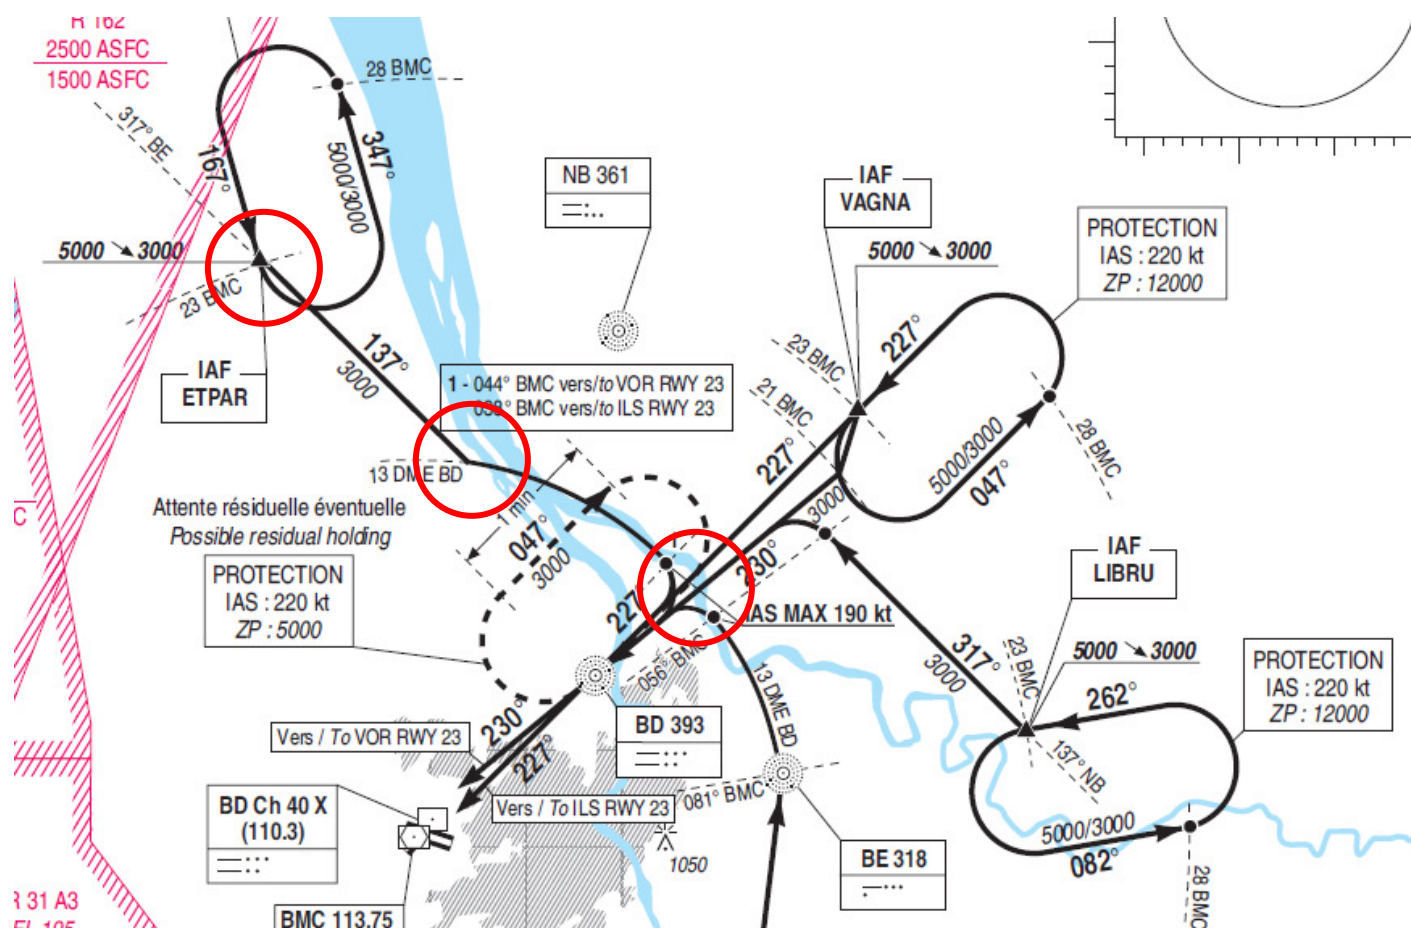 R 162
2500 ASFC
1500 ASFC
28 BMC
317° BE
167°
347°
5000/3000
5000 ↘ 3000
23 BMC
IAF
ETPAR
137°
3000
NB 361
IAF
VAGNA
5000 ↘ 3000
PROTECTION
IAS : 220 kt
ZP : 12000
227°
23 BMC
21 BMC
1 - 044° BMC vers/to VOR RWY 23
038° BMC vers/to ILS RWY 23
227°
5000/3000
047°
28 BMC
13 DME BD
Attente résiduelle éventuelle
Possible residual holding
1 min
047°
3000
3000
230°
PROTECTION
IAS : 220 kt
ZP : 5000
227°
IAS MAX 190 kt
056° BMC
13 DME BD
IAF
LIBRU
317°
3000
23 BMC
5000 ↘ 3000
262°
PROTECTION
IAS : 220 kt
ZP : 12000
137° NB
5000/3000
082°
28 BMC
230°
227°
Vers / To VOR RWY 23
BD 393
Vers / To ILS RWY 23
081° BMC
BD Ch 40 X
(110.3)
1050
BE 318
BMC 113.75
C
R 31 A3